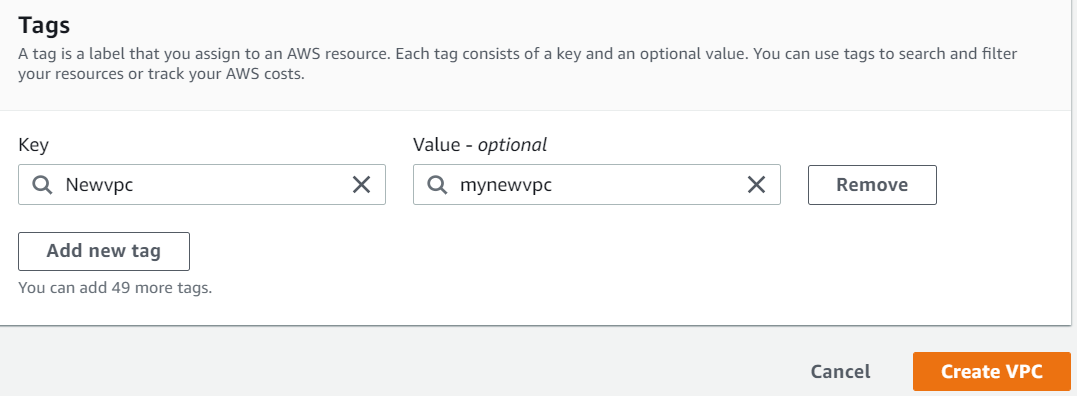 Tags
A tag is a label that you assign to an AWS resource. Each tag consists of a key and an optional value. You can use tags to search and filter
your resources or track your AWS costs.
Key
Value - optional
Newvpc
mynewvpc
Remove
Add new tag
You can add 49 more tags.
Cancel
Create VPC